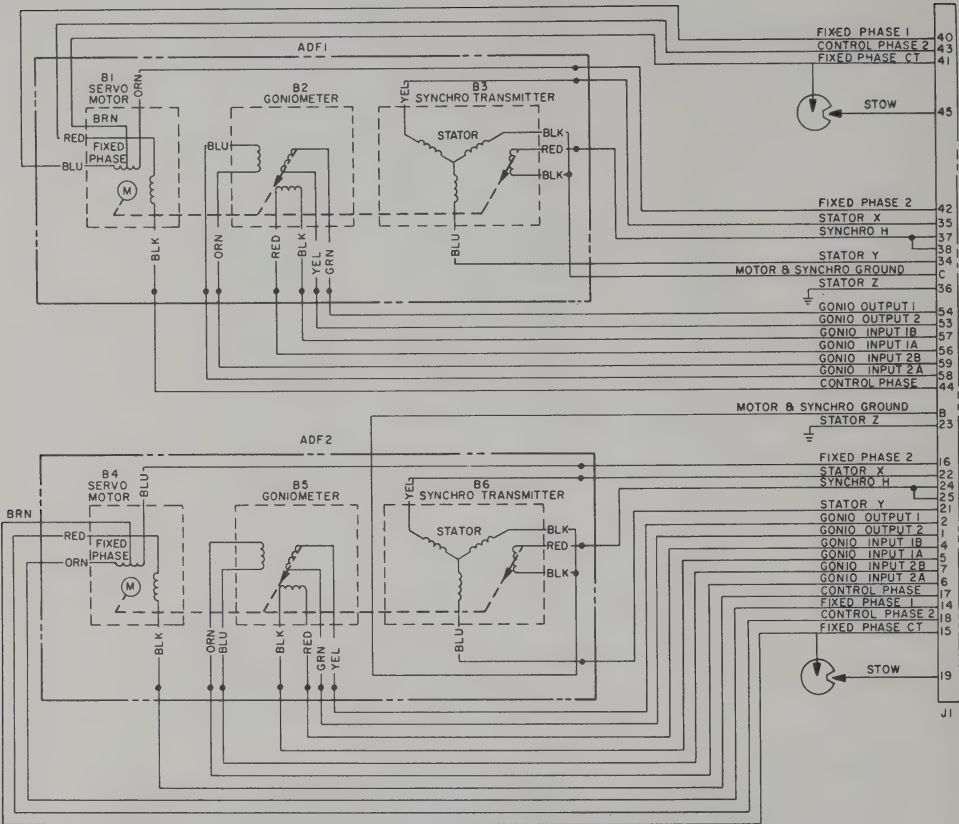 FIXED PHASE 1 40
CONTROL PHASE 2 43
FIXED PHASE CT 41
STOW 45
ADF1
B1
SERVO
MOTOR
ORN
BRN
RED
FIXED
PHASE
BLU
M
BLK
B2
GONIOMETER
BLU
ORN
RED
BLK
YEL
GRN
B3
SYNCHRO TRANSMITTER
YEL
STATOR
BLK
RED
BLK
BLU
FIXED PHASE 2 42
STATOR X 35
SYNCHRO H 37
38
STATOR Y 34
MOTOR & SYNCHRO GROUND C
STATOR Z 36
GONIO OUTPUT 1 54
GONIO OUTPUT 2 53
GONIO INPUT 1B 57
GONIO INPUT 1A 56
GONIO INPUT 2B 59
GONIO INPUT 2A 58
CONTROL PHASE 44
MOTOR & SYNCHRO GROUND B
STATOR Z 23
ADF2
B4
SERVO
MOTOR
BLU
BRN
RED
FIXED
PHASE
ORN
M
BLK
B5
GONIOMETER
ORN
BLU
BLK
RED
GRN
YEL
B6
SYNCHRO TRANSMITTER
YEL
STATOR
BLK
RED
BLK
BLU
FIXED PHASE 2 16
STATOR X 22
SYNCHRO H 24
25
STATOR Y 21
GONIO OUTPUT 1 2
GONIO OUTPUT 2 1
GONIO INPUT 1B 4
GONIO INPUT 1A 5
GONIO INPUT 2B 7
GONIO INPUT 2A 6
CONTROL PHASE 17
FIXED PHASE 1 14
CONTROL PHASE 2 18
FIXED PHASE CT 15
STOW 19
J1